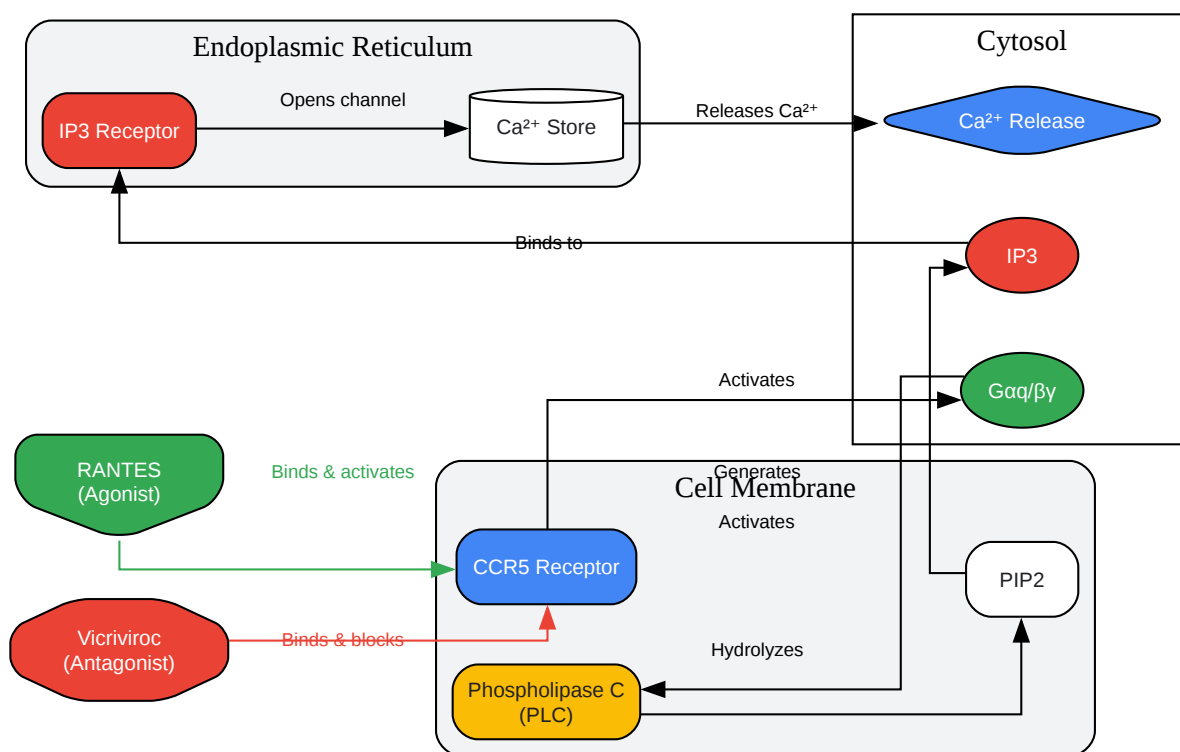 Endoplasmic Reticulum
Cytosol
Opens channel
IP3 Receptor
Ca²⁺ Store
Releases Ca²⁺
Ca²⁺ Release
Binds to
IP3
Activates
Gαq/βγ
RANTES
(Agonist)
Binds & activates
Generates
Cell Membrane
Activates
CCR5 Receptor
PIP2
Vicriviroc
(Antagonist)
Binds & blocks
Hydrolyzes
Phospholipase C
(PLC)